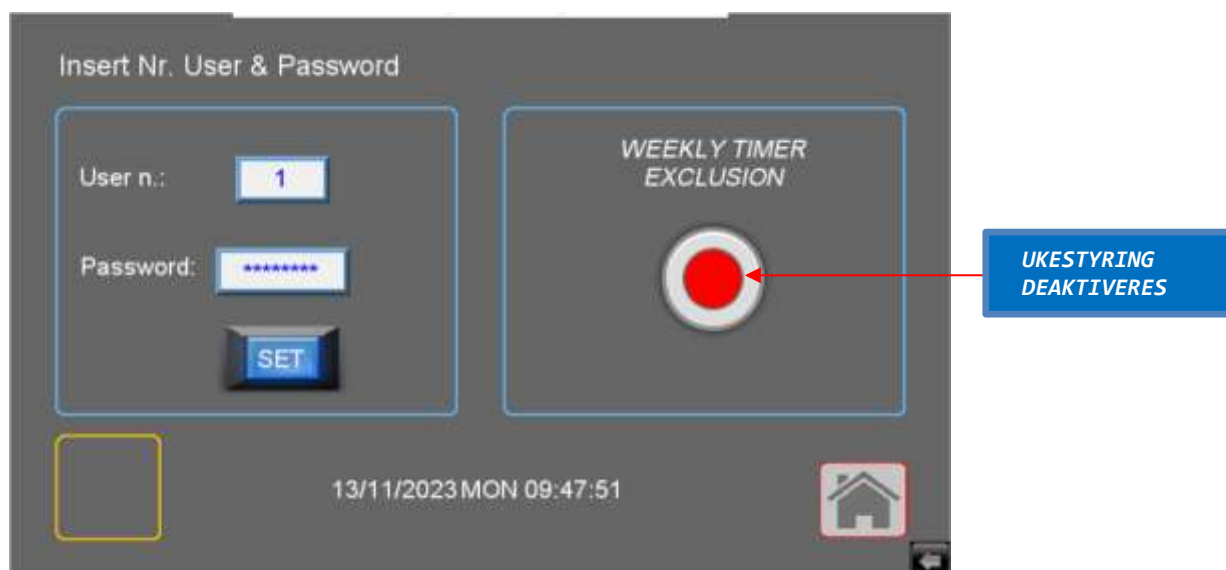 Insert Nr. User & Password
User n.: 1
Password: ********
SET
WEEKLY TIMER
EXCLUSION
UKESTYRING
DEAKTIVERES
13/11/2023 MON 09:47:51